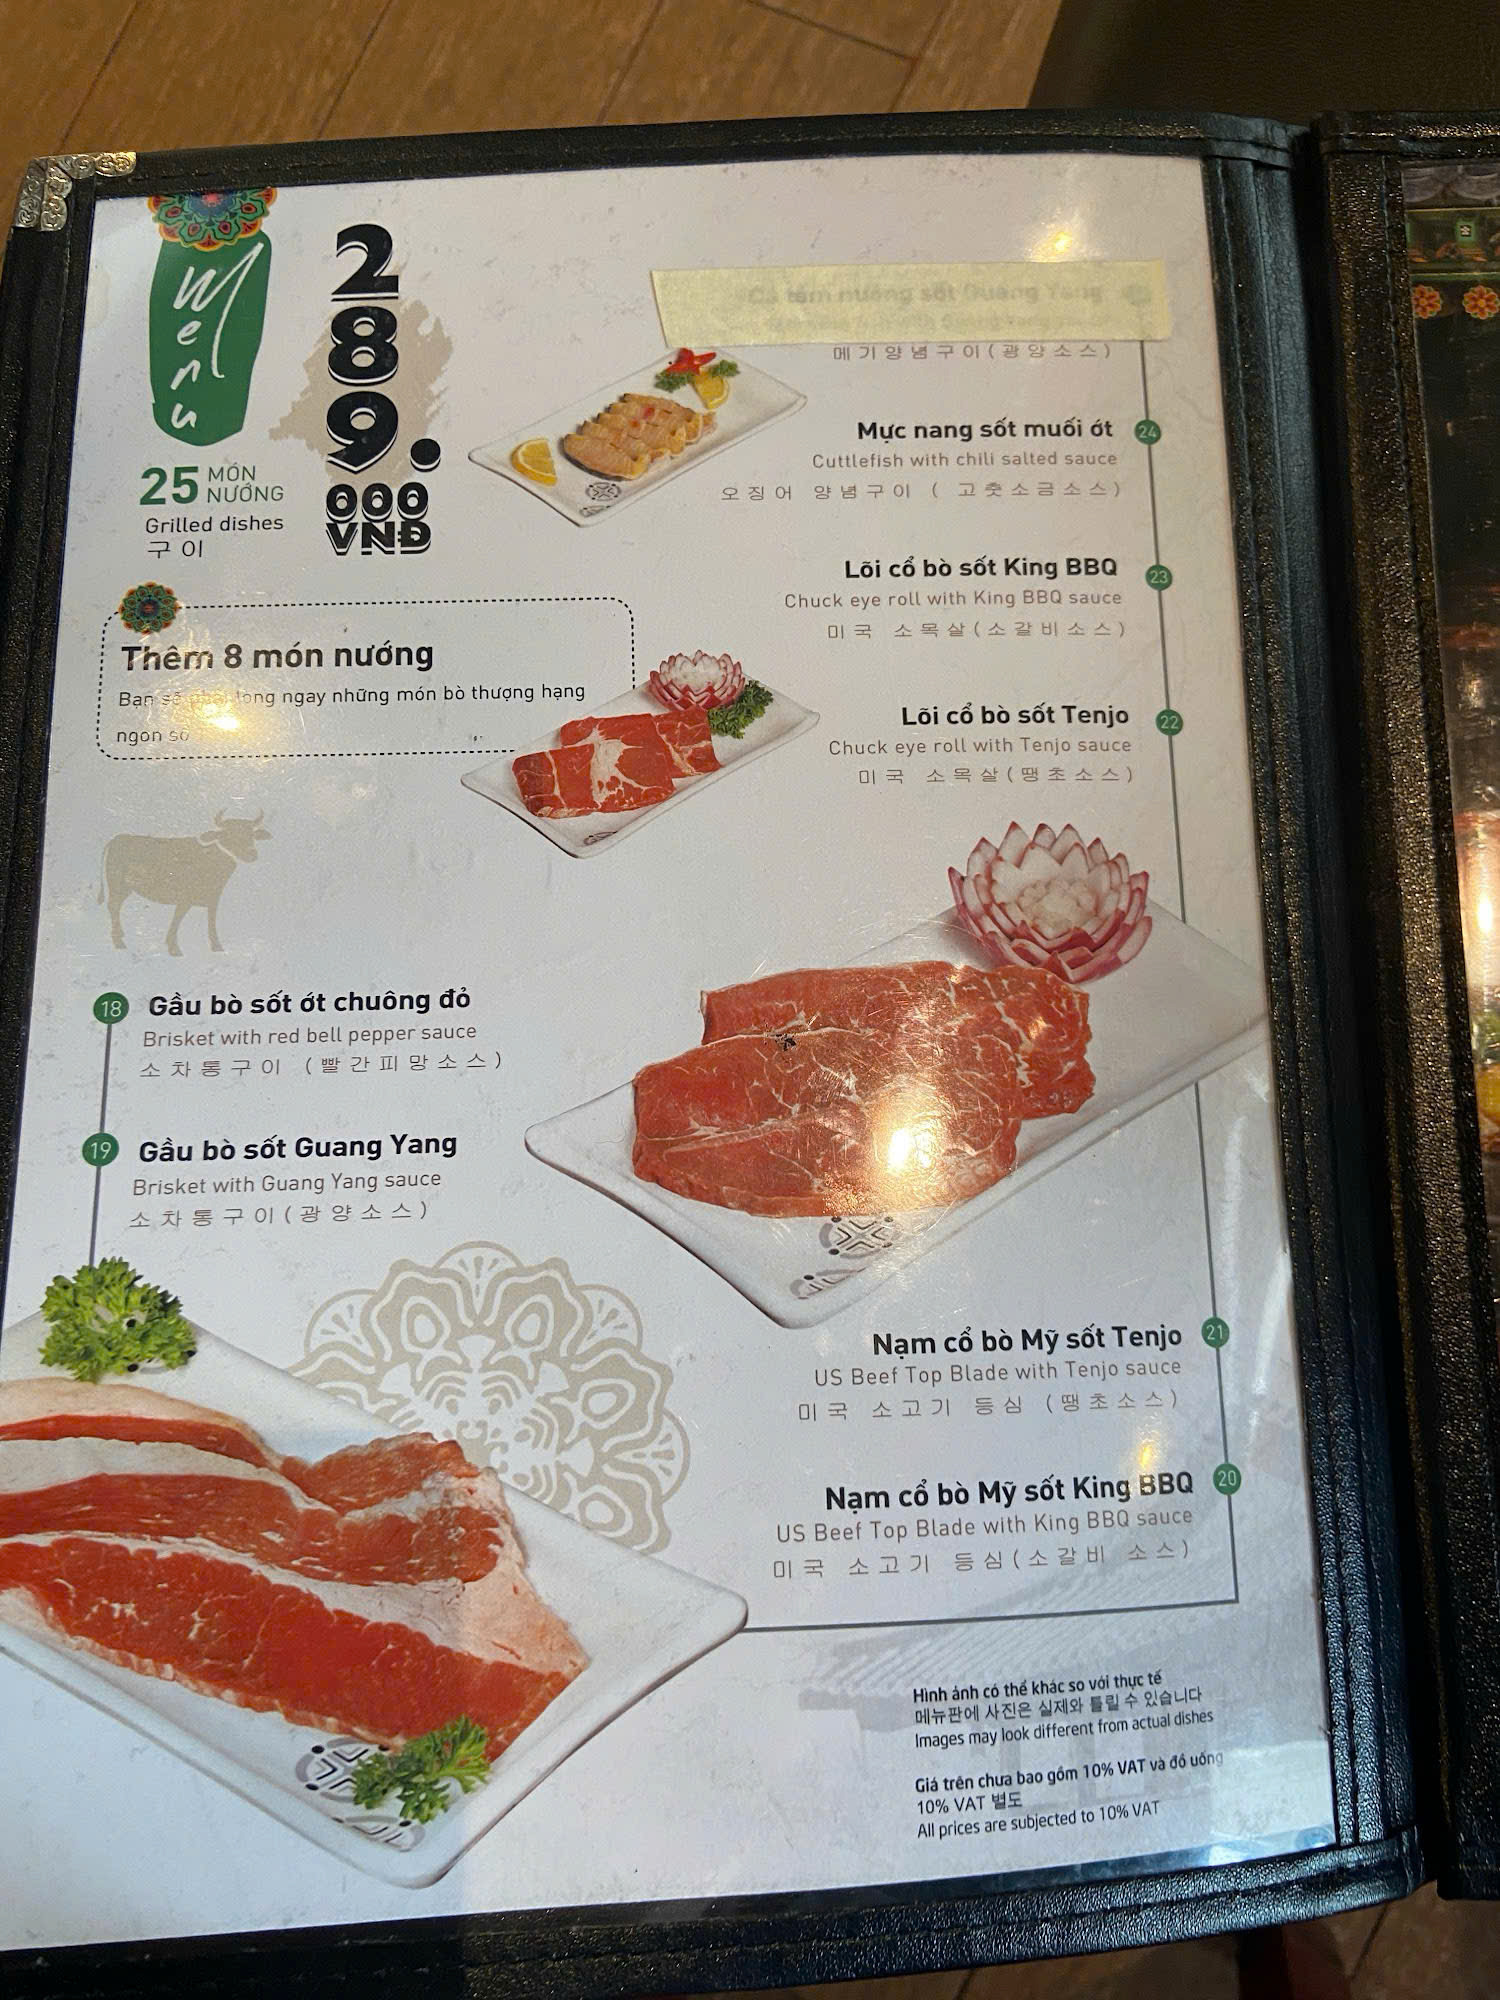 Menu
25 MÓN NƯỚNG
Grilled dishes
구이
289.
000
VNĐ
Thêm 8 món nướng
Bạn sẽ lòng ngay những món bò thượng hạng
ngon
메기양념구이(광양소스)
Mực nang sốt muối ớt 24
Cuttlefish with chili salted sauce
오징어 양념구이 ( 고춧소금소스)
Lõi cổ bò sốt King BBQ 23
Chuck eye roll with King BBQ sauce
미국 소목살(소갈비소스)
Lõi cổ bò sốt Tenjo 22
Chuck eye roll with Tenjo sauce
미국 소목살(땡초소스)
18 Gầu bò sốt ớt chuông đỏ
Brisket with red bell pepper sauce
소차통구이 (빨간피망소스)
19 Gầu bò sốt Guang Yang
Brisket with Guang Yang sauce
소차통구이(광양소스)
Nạm cổ bò Mỹ sốt Tenjo 21
US Beef Top Blade with Tenjo sauce
미국 소고기 등심 (땡초소스)
Nạm cổ bò Mỹ sốt King BBQ 20
US Beef Top Blade with King BBQ sauce
미국 소고기 등심(소갈비 소스)
Hình ảnh có thể khác so với thực tế
메뉴판에 사진은 실제와 틀릴 수 있습니다
Images may look different from actual dishes
Giá trên chưa bao gồm 10% VAT và đồ uống
10% VAT 별도
All prices are subjected to 10% VAT